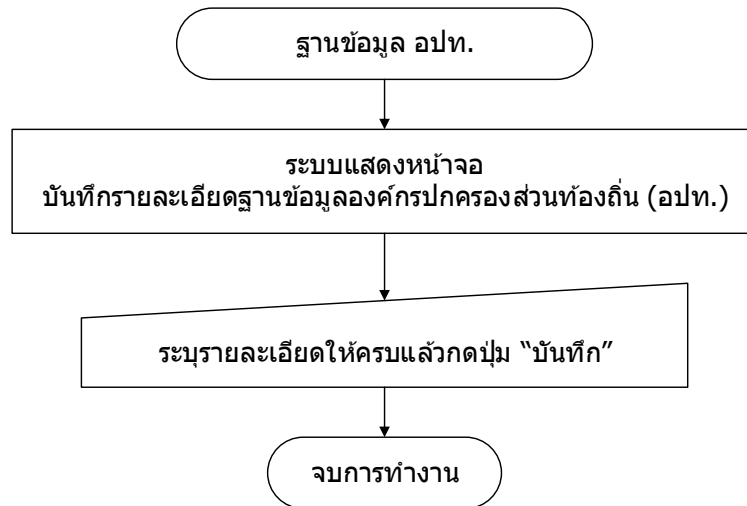 ฐานข้อมูล อปท.
ระบบแสดงหน้าจอ
บันทึกรายละเอียดฐานข้อมูลองค์กรปกครองส่วนท้องถิ่น (อปท.)
ระบุรายละเอียดให้ครบแล้วกดปุ่ม “บันทึก”
จบการทำงาน